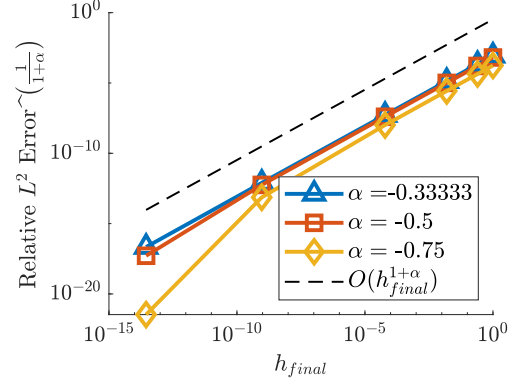 10^0
10^-10
10^-20
Relative L^2 Error^(1/(1+α))
α =-0.33333
α = -0.5
α = -0.75
O(h_final^1+α)
10^-15 10^-10 10^-5 10^0
h_final